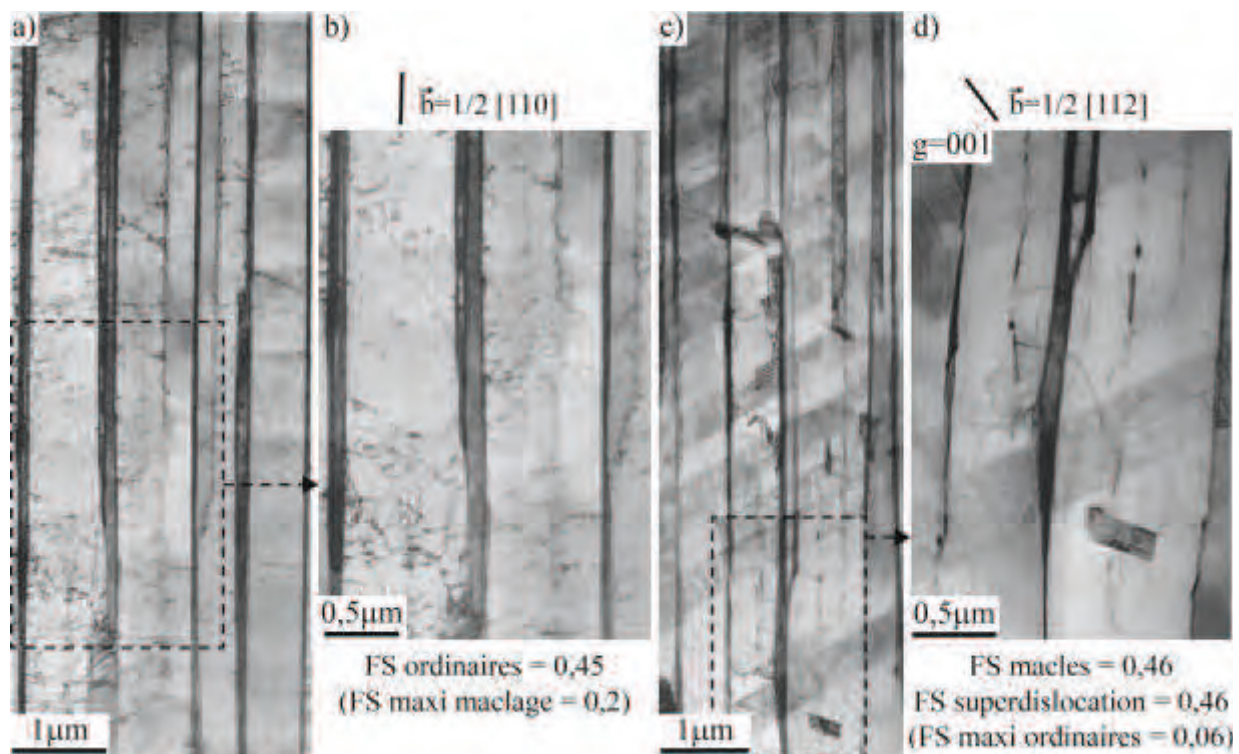 a)
b)
b=1/2 [110]
0,5µm
FS ordinaires = 0,45
(FS maxi maclage = 0,2)
1µm
c)
d)
b=1/2 [112]
g=001
0,5µm
FS macles = 0,46
FS superdislocation = 0,46
(FS maxi ordinaires = 0,06)
1µm